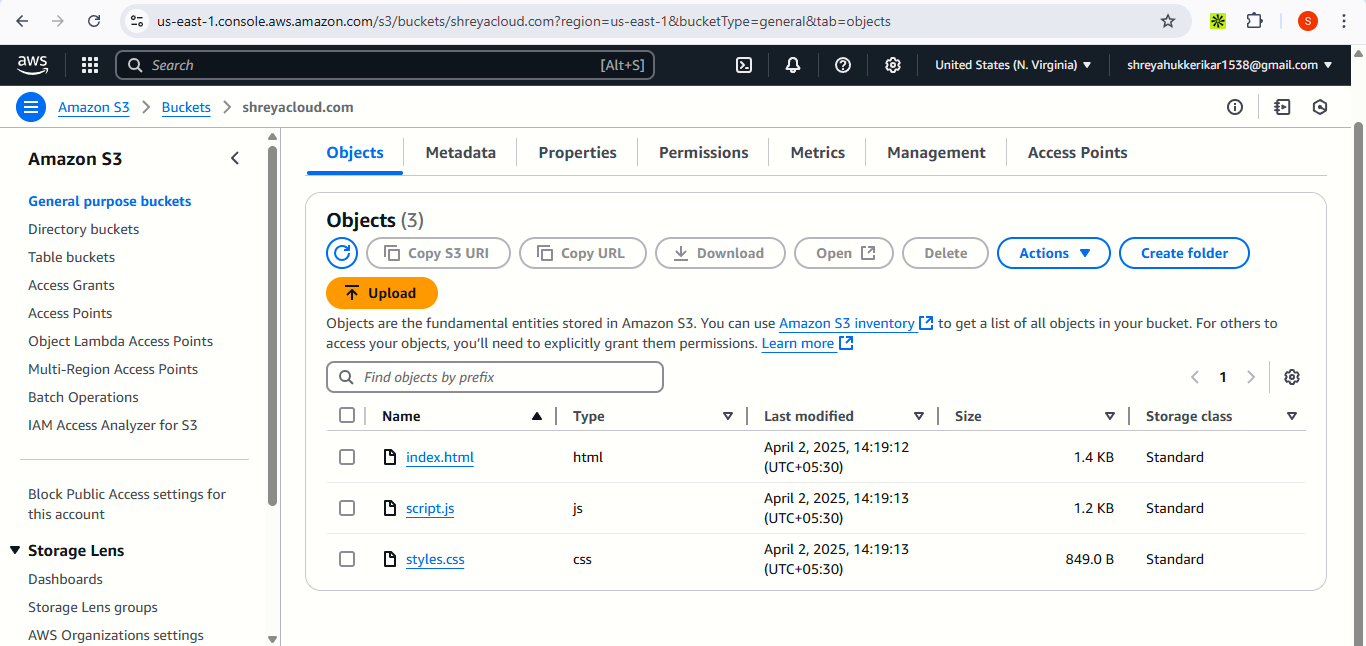 us-east-1.console.aws.amazon.com/s3/buckets/shreyacloud.com?region=us-east-1&bucketType=general&tab=objects
S
aws
Search
[Alt+S]
United States (N. Virginia)
shreyahukkerikar1538@gmail.com
Amazon S3 > Buckets > shreyacloud.com
Amazon S3
General purpose buckets
Directory buckets
Table buckets
Access Grants
Access Points
Object Lambda Access Points
Multi-Region Access Points
Batch Operations
IAM Access Analyzer for S3
Block Public Access settings for
this account
Storage Lens
Dashboards
Storage Lens groups
AWS Organizations settings
Objects
Metadata
Properties
Permissions
Metrics
Management
Access Points
Objects (3)
Copy S3 URI
Copy URL
Download
Open
Delete
Actions
Create folder
Upload
Objects are the fundamental entities stored in Amazon S3. You can use Amazon S3 inventory to get a list of all objects in your bucket. For others to
access your objects, you'll need to explicitly grant them permissions. Learn more
Find objects by prefix
1
Name Type Last modified Size Storage class
index.html html April 2, 2025, 14:19:12 1.4 KB Standard
(UTC+05:30)
script.js js April 2, 2025, 14:19:13 1.2 KB Standard
(UTC+05:30)
styles.css css April 2, 2025, 14:19:13 849.0 B Standard
(UTC+05:30)